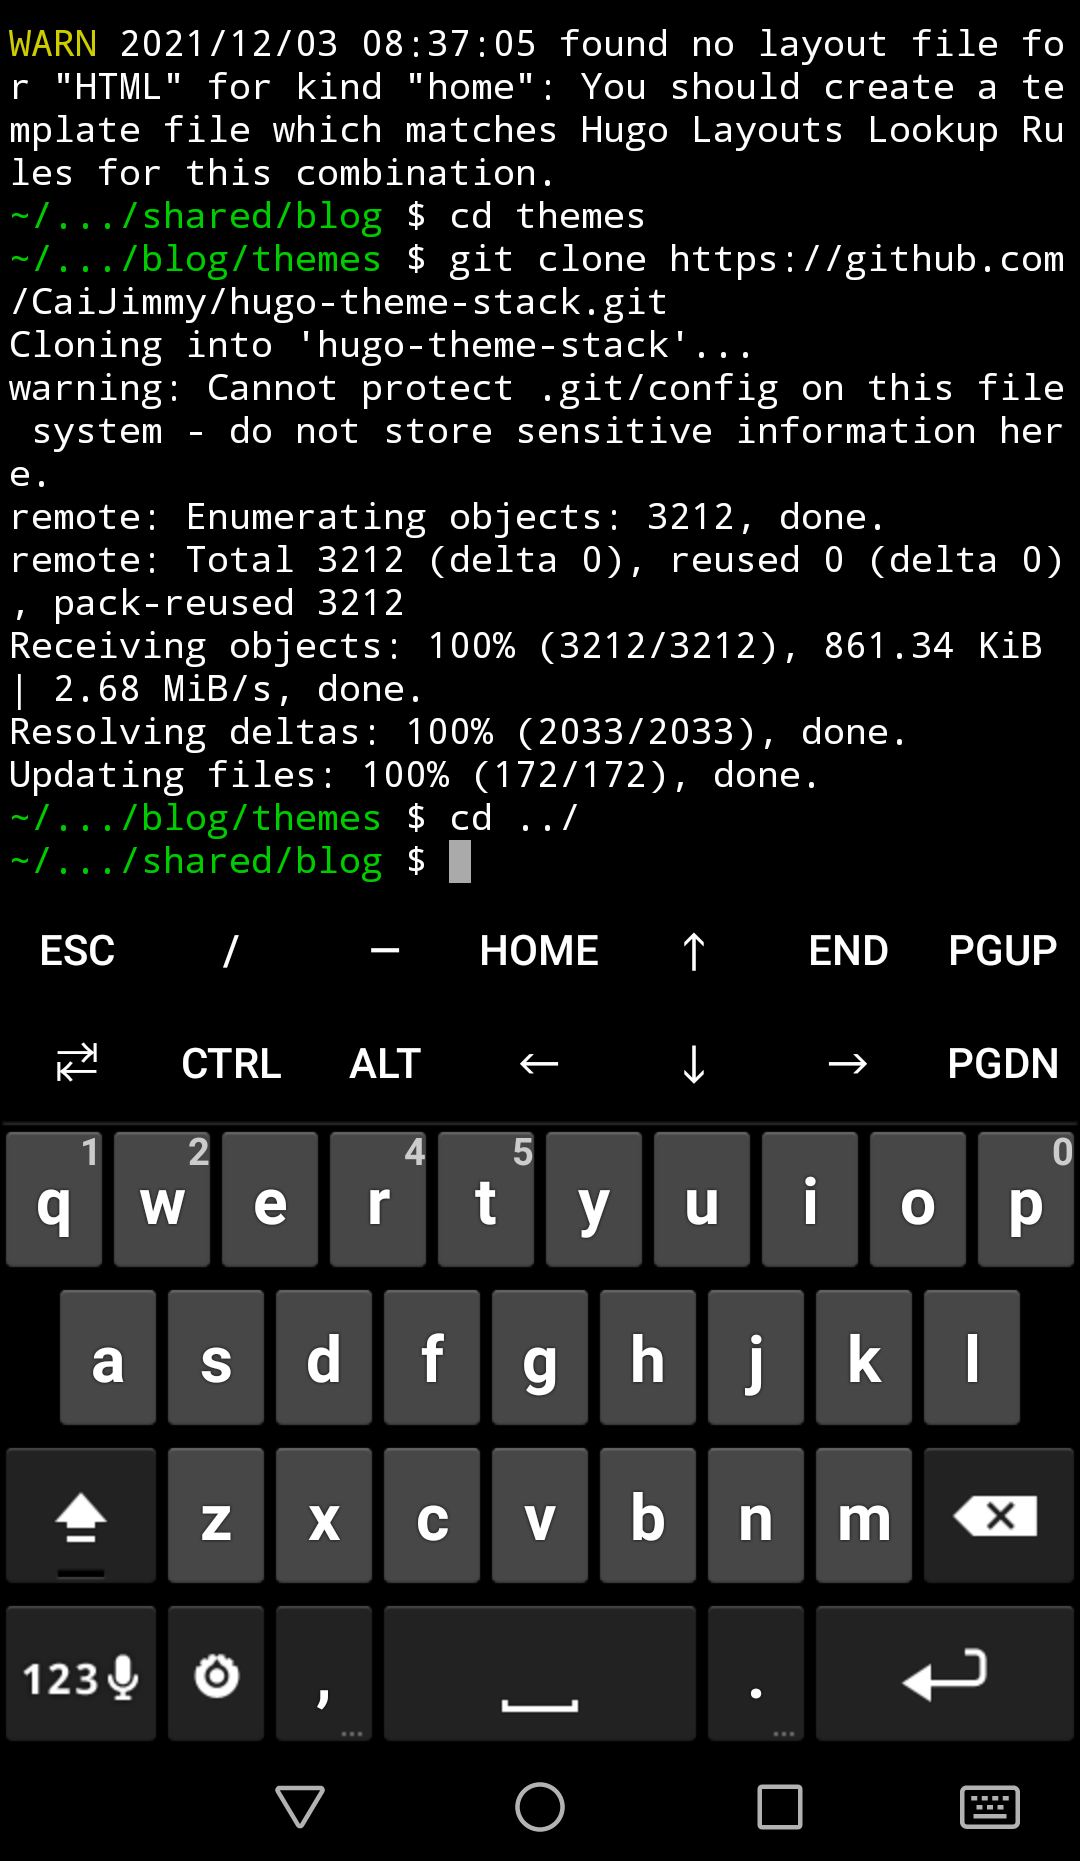 WARN 2021/12/03 08:37:05 found no layout file fo
r "HTML" for kind "home": You should create a te
mplate file which matches Hugo Layouts Lookup Ru
les for this combination.
~/.../shared/blog $ cd themes
~/.../blog/themes $ git clone https://github.com
/CaiJimmy/hugo-theme-stack.git
Cloning into 'hugo-theme-stack'...
warning: Cannot protect .git/config on this file
 system - do not store sensitive information her
e.
remote: Enumerating objects: 3212, done.
remote: Total 3212 (delta 0), reused 0 (delta 0)
, pack-reused 3212
Receiving objects: 100% (3212/3212), 861.34 KiB
| 2.68 MiB/s, done.
Resolving deltas: 100% (2033/2033), done.
Updating files: 100% (172/172), done.
~/.../blog/themes $ cd ../
~/.../shared/blog $
ESC / – HOME ↑ END PGUP
⇄ CTRL ALT ← ↓ → PGDN
1 2 4 5 0
q w e r t y u i o p
a s d f g h j k l
z x c v b n m
123 , ... . ...